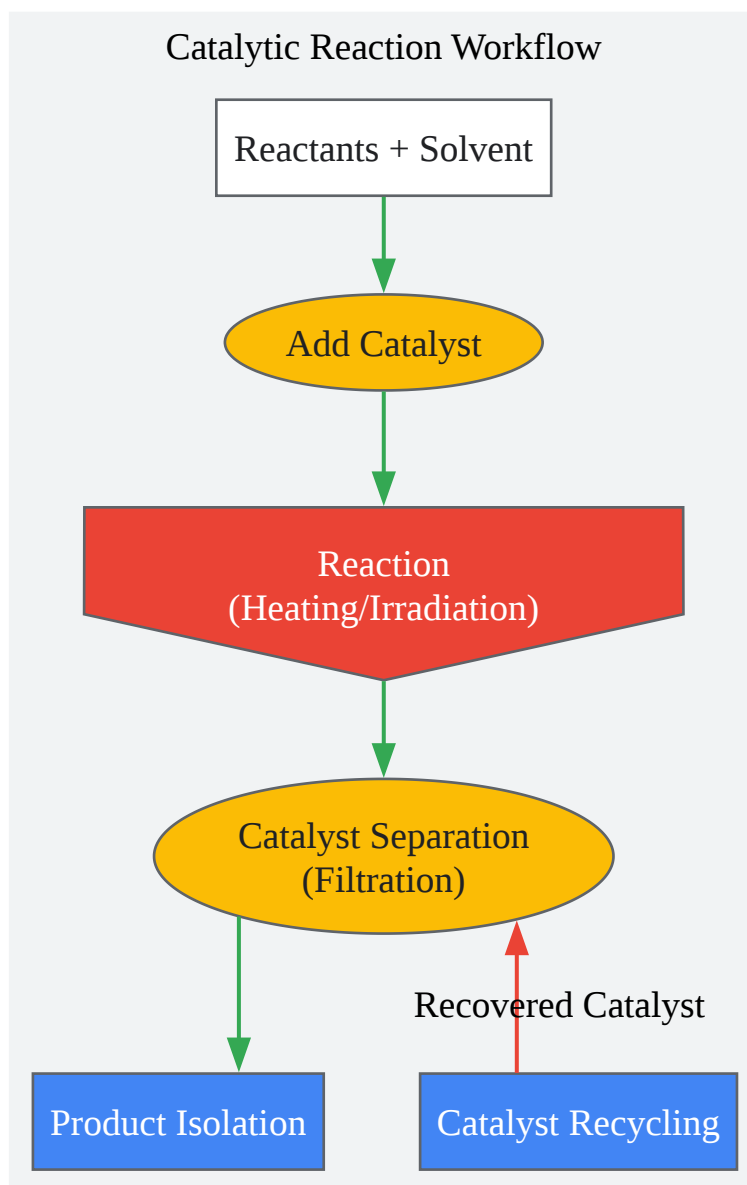 Catalytic Reaction Workflow
Reactants + Solvent
Add Catalyst
Reaction
(Heating/Irradiation)
Catalyst Separation
(Filtration)
Recovered Catalyst
Product Isolation
Catalyst Recycling